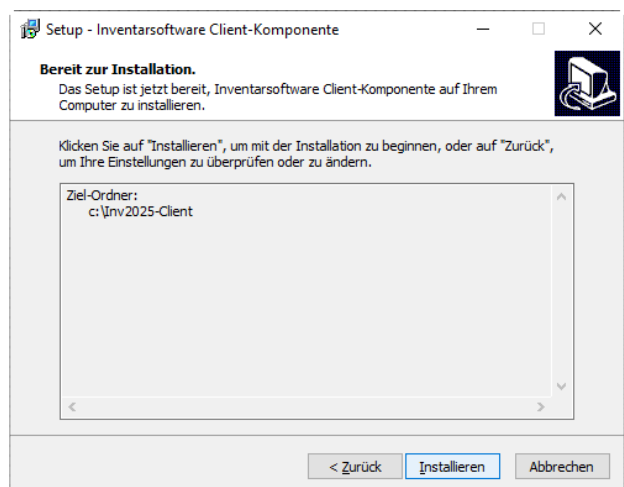 Setup - Inventarsoftware Client-Komponente
Bereit zur Installation.
Das Setup ist jetzt bereit, Inventarsoftware Client-Komponente auf Ihrem
Computer zu installieren.
Klicken Sie auf "Installieren", um mit der Installation zu beginnen, oder auf "Zurück",
um Ihre Einstellungen zu überprüfen oder zu ändern.
Ziel-Ordner:
c:\Inv2025-Client
< Zurück Installieren Abbrechen